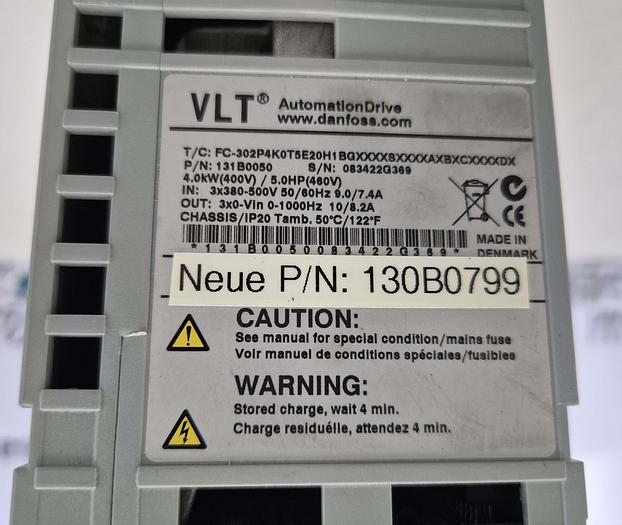 VLT® AutomationDrive
www.danfoss.com
T/C: FC-302P4K0T5E20H1BGXXXXSXXXXAXBXCXXXXDX
P/N: 131B0050 S/N: 083422G369
4.0kW(400V) / 5.0HP(460V)
IN: 3x380-500V 50/60Hz 9.0/7.4A
OUT: 3x0-Vin 0-1000Hz 10/8.2A
CHASSIS/IP20 Tamb. 50°C/122°F
*131B0050083422G369*
MADE IN
DENMARK
CE
Neue P/N: 130B0799
CAUTION:
See manual for special condition/mains fuse
Voir manuel de conditions spéciales/fusibles
WARNING:
Stored charge, wait 4 min.
Charge residuélle, attendez 4 min.